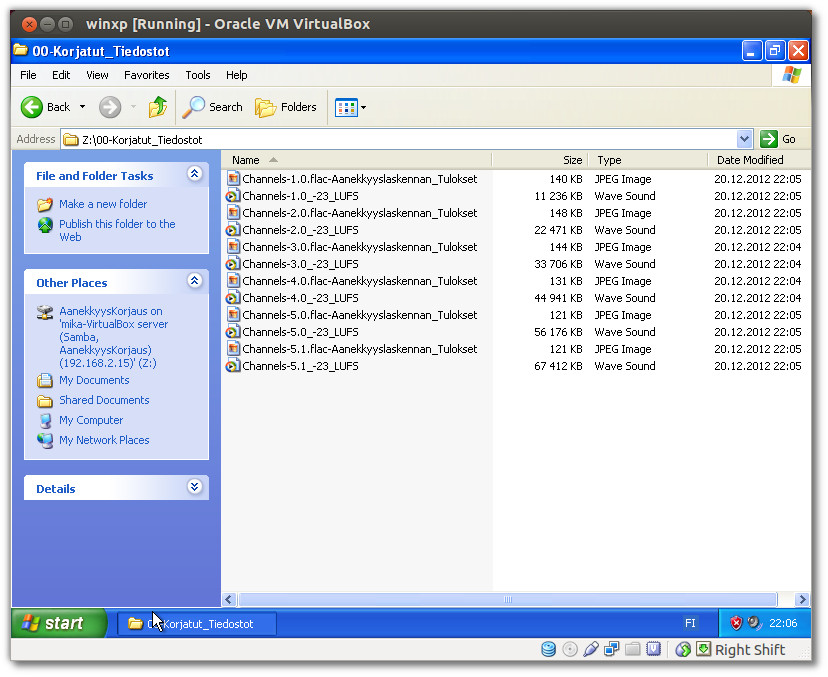 winxp [Running] - Oracle VM VirtualBox
00-Korjatut_Tiedostot
File Edit View Favorites Tools Help
Back Search Folders
Address Z:\00-Korjatut_Tiedostot Go
File and Folder Tasks
Make a new folder
Publish this folder to the
Web
Other Places
AanekkyysKorjaus on
'mika-VirtualBox server
(Samba,
AanekkyysKorjaus)
(192.168.2.15)' (Z:)
My Documents
Shared Documents
My Computer
My Network Places
Details
Name Size Type Date Modified
Channels-1.0.flac-Aanekkyyslaskennan_Tulokset 140 KB JPEG Image 20.12.2012 22:05
Channels-1.0_-23_LUFS 11 236 KB Wave Sound 20.12.2012 22:05
Channels-2.0.flac-Aanekkyyslaskennan_Tulokset 148 KB JPEG Image 20.12.2012 22:05
Channels-2.0_-23_LUFS 22 471 KB Wave Sound 20.12.2012 22:05
Channels-3.0.flac-Aanekkyyslaskennan_Tulokset 144 KB JPEG Image 20.12.2012 22:04
Channels-3.0_-23_LUFS 33 706 KB Wave Sound 20.12.2012 22:04
Channels-4.0.flac-Aanekkyyslaskennan_Tulokset 131 KB JPEG Image 20.12.2012 22:04
Channels-4.0_-23_LUFS 44 941 KB Wave Sound 20.12.2012 22:04
Channels-5.0.flac-Aanekkyyslaskennan_Tulokset 121 KB JPEG Image 20.12.2012 22:05
Channels-5.0_-23_LUFS 56 176 KB Wave Sound 20.12.2012 22:05
Channels-5.1.flac-Aanekkyyslaskennan_Tulokset 121 KB JPEG Image 20.12.2012 22:05
Channels-5.1_-23_LUFS 67 412 KB Wave Sound 20.12.2012 22:05
start 00-Korjatut_Tiedostot FI 22:06
Right Shift